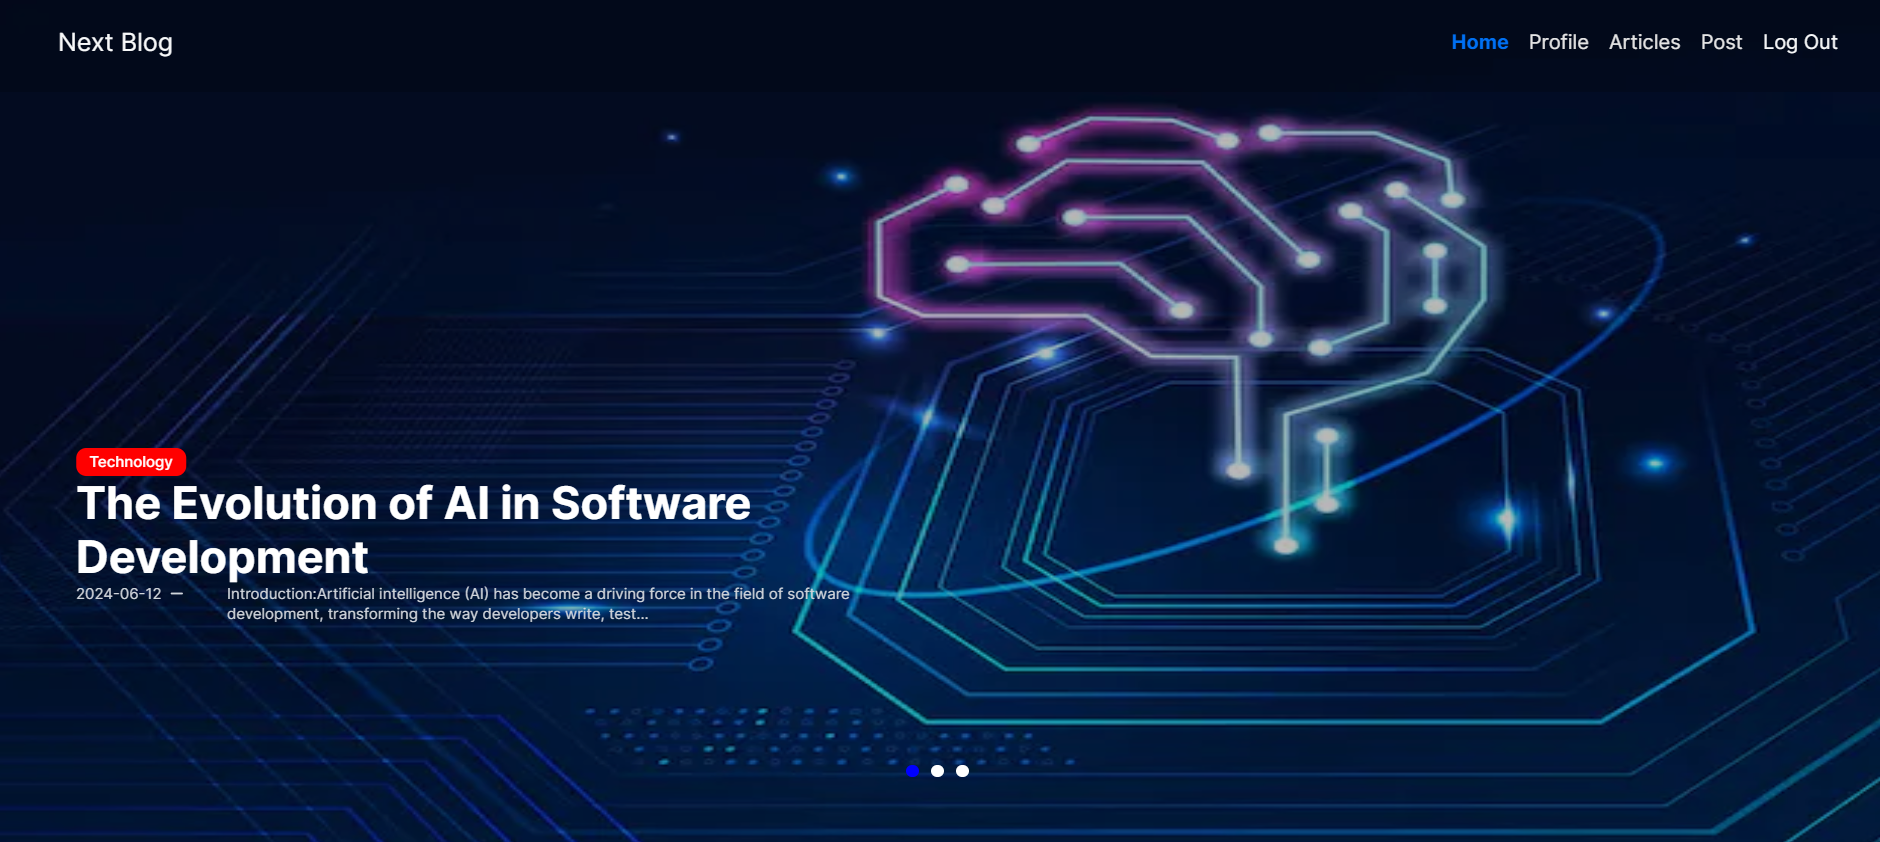 Next Blog
Home Profile Articles Post Log Out
Technology
The Evolution of AI in Software
Development
2024-06-12 — Introduction:Artificial intelligence (AI) has become a driving force in the field of software
development, transforming the way developers write, test...